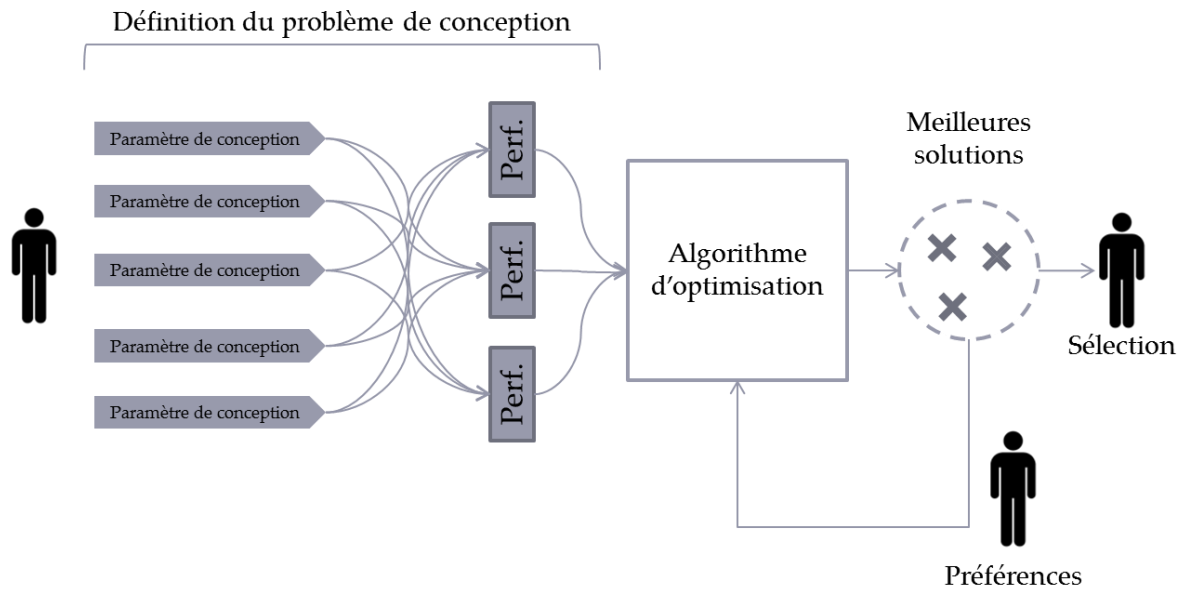 Définition du problème de conception
Paramètre de conception
Paramètre de conception
Paramètre de conception
Paramètre de conception
Paramètre de conception
Perf.
Perf.
Perf.
Algorithme
d'optimisation
Meilleures
solutions
Sélection
Préférences